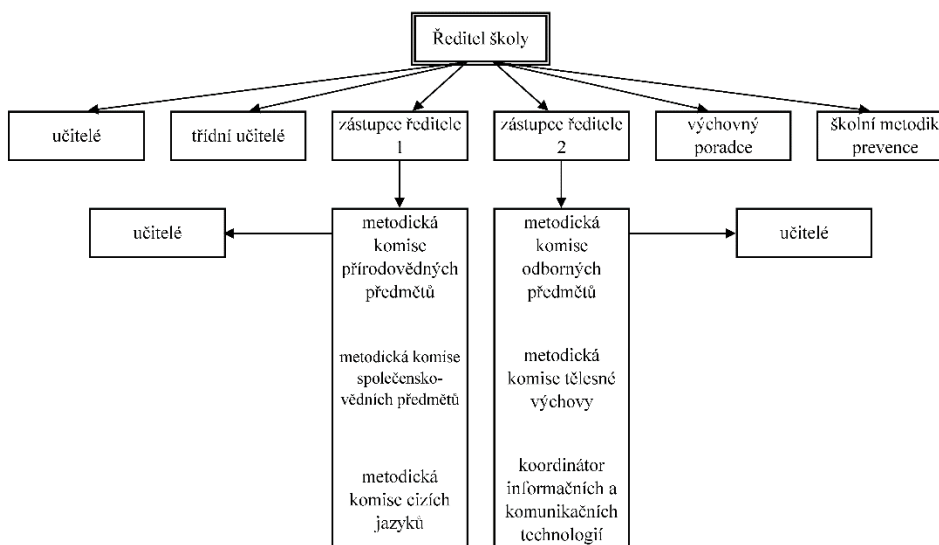 Ředitel školy
učitelé
třídní učitelé
zástupce ředitele
1
zástupce ředitele
2
výchovný
poradce
školní metodik
prevence
učitelé
metodická
komise
přírodovědných
předmětů
metodická komise
společensko-
vědních předmětů
metodická
komise cizích
jazyků
metodická
komise
odborných
předmětů
metodická
komise tělesné
výchovy
koordinátor
informačních a
komunikačních
technologií
učitelé